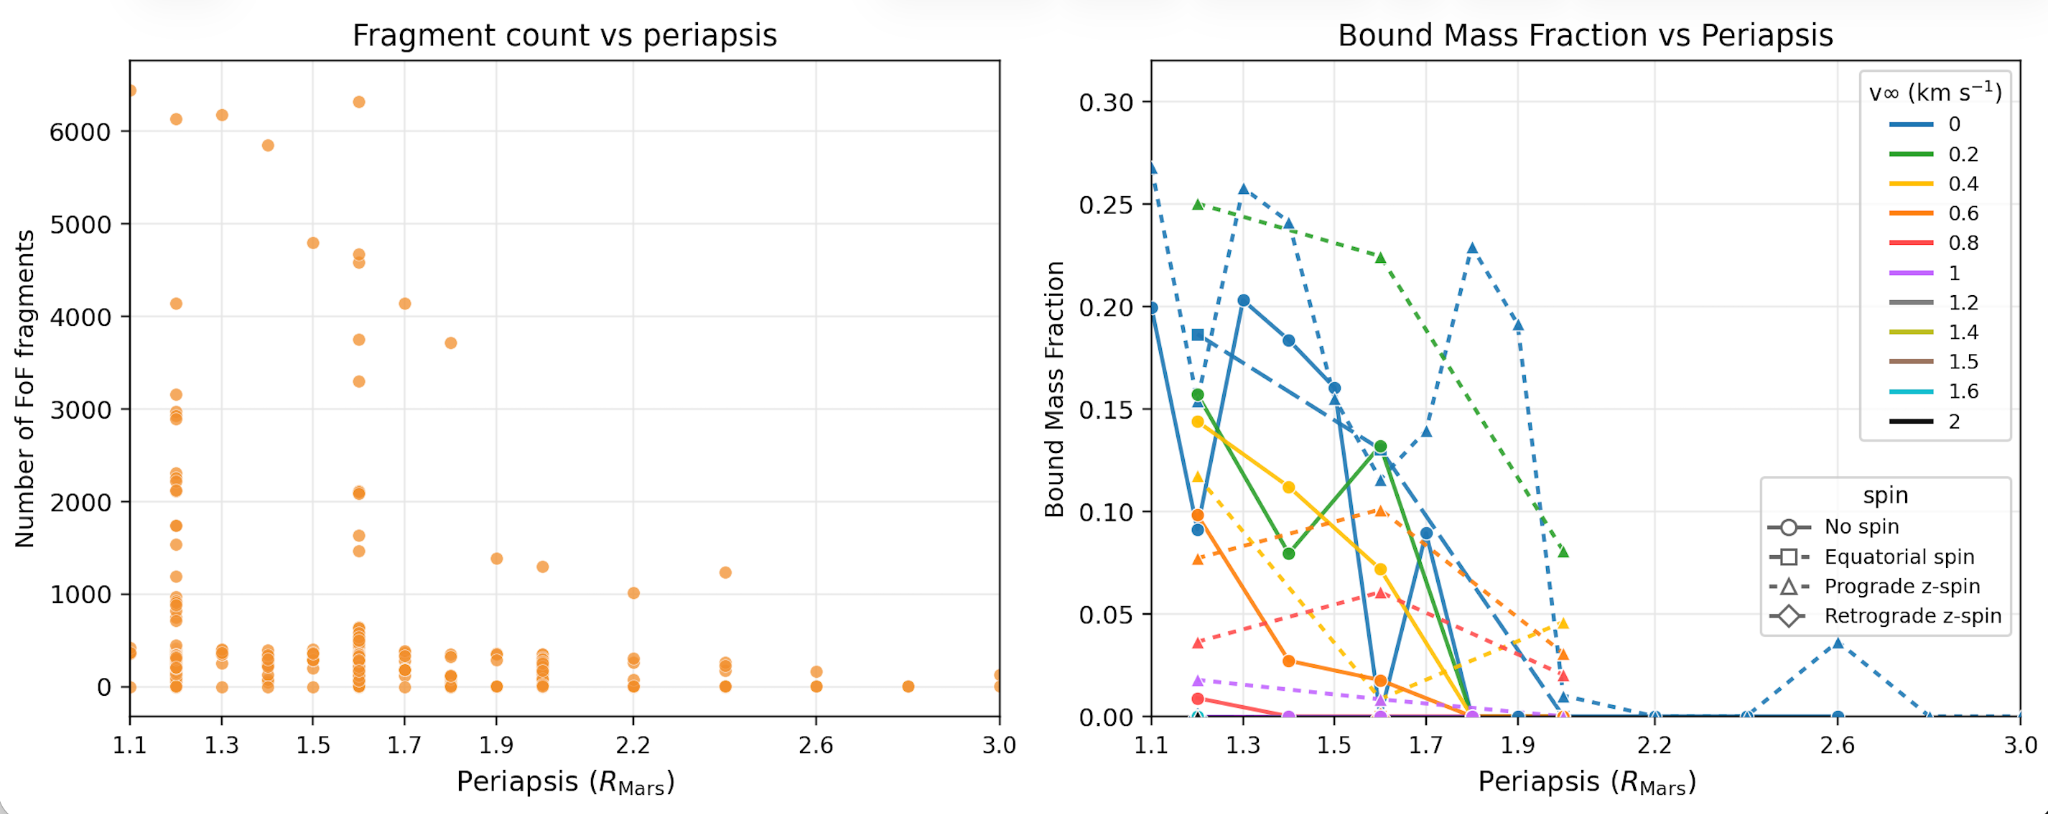 Fragment count vs periapsis
Number of FoF fragments
6000
5000
4000
3000
2000
1000
0
1.1 1.3 1.5 1.7 1.9 2.2 2.6 3.0
Periapsis (R_Mars)
Bound Mass Fraction vs Periapsis
Bound Mass Fraction
0.30
0.25
0.20
0.15
0.10
0.05
0.00
1.1 1.3 1.5 1.7 1.9 2.2 2.6 3.0
Periapsis (R_Mars)
v∞ (km s⁻¹)
0
0.2
0.4
0.6
0.8
1
1.2
1.4
1.5
1.6
2
spin
No spin
Equatorial spin
Prograde z-spin
Retrograde z-spin